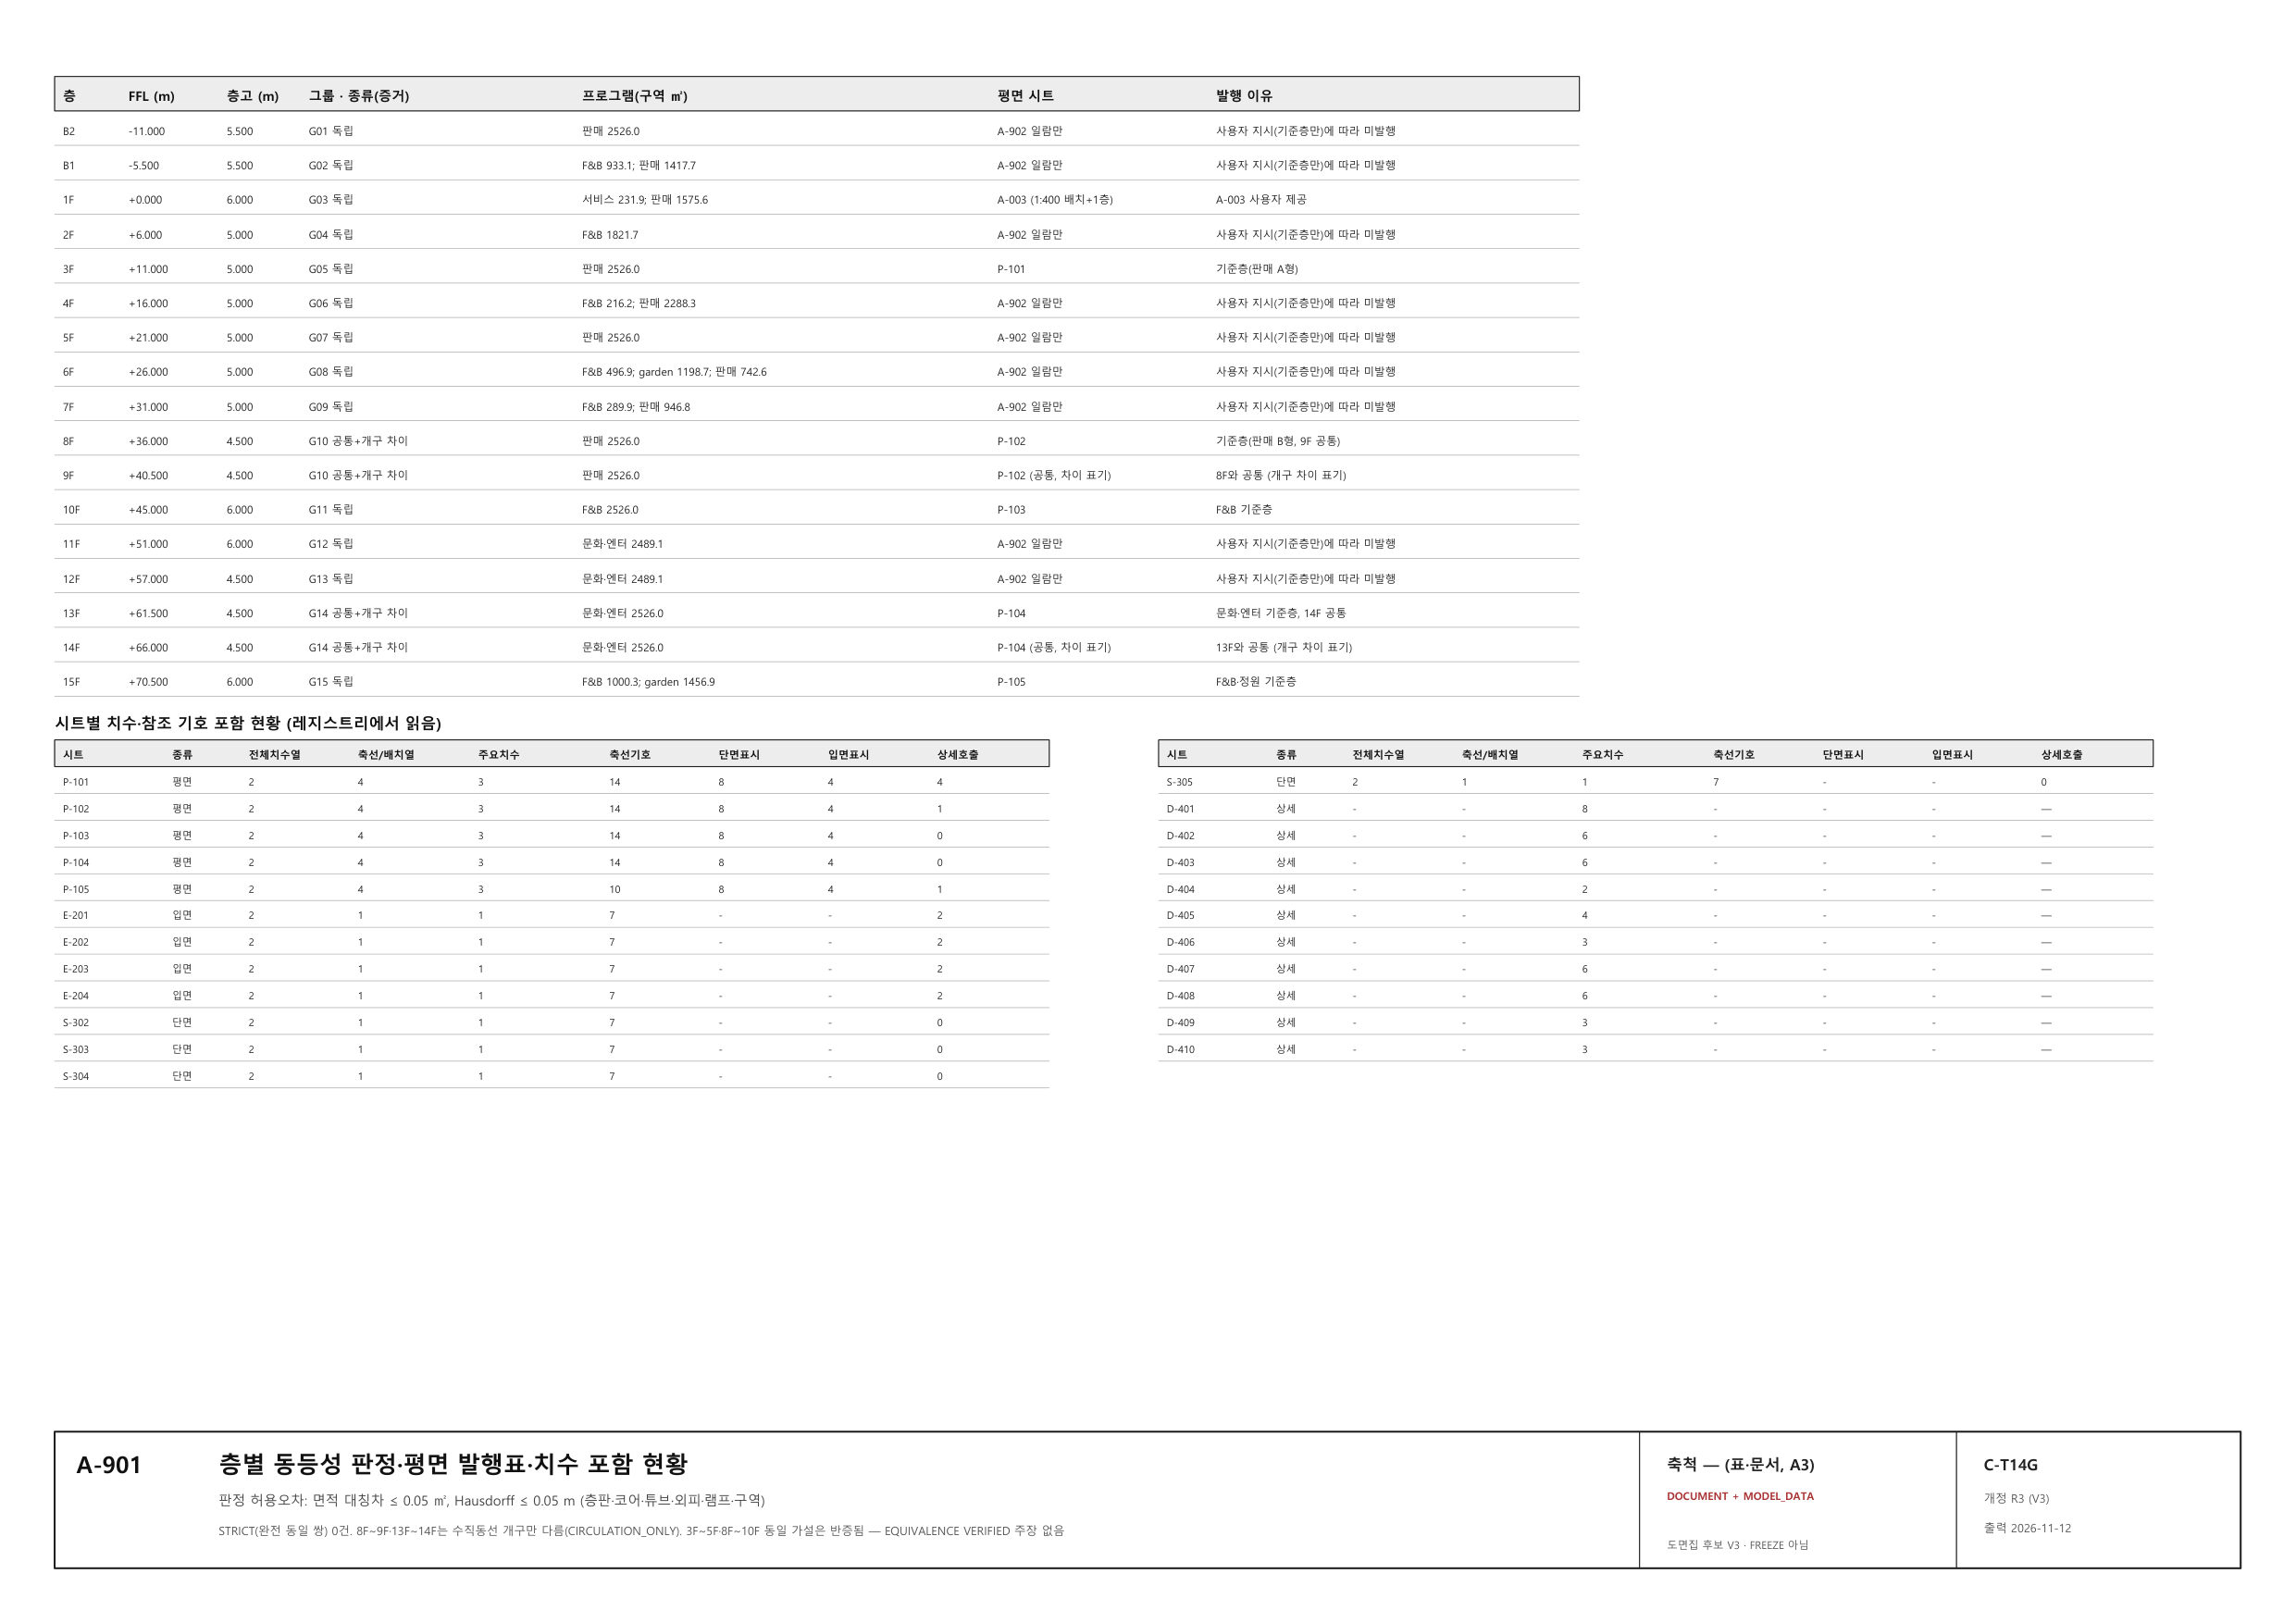 층 FFL (m) 층고 (m) 그룹 · 종류(증거) 프로그램(구역 ㎡) 평면 시트 발행 이유
B2 -11.000 5.500 G01 독립 판매 2526.0 A-902 일람만 사용자 지시(기준층만)에 따라 미발행
B1 -5.500 5.500 G02 독립 F&B 933.1; 판매 1417.7 A-902 일람만 사용자 지시(기준층만)에 따라 미발행
1F +0.000 6.000 G03 독립 서비스 231.9; 판매 1575.6 A-003 (1:400 배치+1층) A-003 사용자 제공
2F +6.000 5.000 G04 독립 F&B 1821.7 A-902 일람만 사용자 지시(기준층만)에 따라 미발행
3F +11.000 5.000 G05 독립 판매 2526.0 P-101 기준층(판매 A형)
4F +16.000 5.000 G06 독립 F&B 216.2; 판매 2288.3 A-902 일람만 사용자 지시(기준층만)에 따라 미발행
5F +21.000 5.000 G07 독립 판매 2526.0 A-902 일람만 사용자 지시(기준층만)에 따라 미발행
6F +26.000 5.000 G08 독립 F&B 496.9; garden 1198.7; 판매 742.6 A-902 일람만 사용자 지시(기준층만)에 따라 미발행
7F +31.000 5.000 G09 독립 F&B 289.9; 판매 946.8 A-902 일람만 사용자 지시(기준층만)에 따라 미발행
8F +36.000 4.500 G10 공통+개구 차이 판매 2526.0 P-102 기준층(판매 B형, 9F 공통)
9F +40.500 4.500 G10 공통+개구 차이 판매 2526.0 P-102 (공통, 차이 표기) 8F와 공통 (개구 차이 표기)
10F +45.000 6.000 G11 독립 F&B 2526.0 P-103 F&B 기준층
11F +51.000 6.000 G12 독립 문화·엔터 2489.1 A-902 일람만 사용자 지시(기준층만)에 따라 미발행
12F +57.000 4.500 G13 독립 문화·엔터 2489.1 A-902 일람만 사용자 지시(기준층만)에 따라 미발행
13F +61.500 4.500 G14 공통+개구 차이 문화·엔터 2526.0 P-104 문화·엔터 기준층, 14F 공통
14F +66.000 4.500 G14 공통+개구 차이 문화·엔터 2526.0 P-104 (공통, 차이 표기) 13F와 공통 (개구 차이 표기)
15F +70.500 6.000 G15 독립 F&B 1000.3; garden 1456.9 P-105 F&B·정원 기준층
시트별 치수·참조 기호 포함 현황 (레지스트리에서 읽음)
시트 종류 전체치수열 축선/배치열 주요치수 축선기호 단면표시 입면표시 상세호출
P-101 평면 2 4 3 14 8 4 4
P-102 평면 2 4 3 14 8 4 1
P-103 평면 2 4 3 14 8 4 0
P-104 평면 2 4 3 14 8 4 0
P-105 평면 2 4 3 10 8 4 1
E-201 입면 2 1 1 7 - - 2
E-202 입면 2 1 1 7 - - 2
E-203 입면 2 1 1 7 - - 2
E-204 입면 2 1 1 7 - - 2
S-302 단면 2 1 1 7 - - 0
S-303 단면 2 1 1 7 - - 0
S-304 단면 2 1 1 7 - - 0
시트 종류 전체치수열 축선/배치열 주요치수 축선기호 단면표시 입면표시 상세호출
S-305 단면 2 1 1 7 - - 0
D-401 상세 - - 8 - - - —
D-402 상세 - - 6 - - - —
D-403 상세 - - 6 - - - —
D-404 상세 - - 2 - - - —
D-405 상세 - - 4 - - - —
D-406 상세 - - 3 - - - —
D-407 상세 - - 6 - - - —
D-408 상세 - - 6 - - - —
D-409 상세 - - 3 - - - —
D-410 상세 - - 3 - - - —
A-901
층별 동등성 판정·평면 발행표·치수 포함 현황
판정 허용오차: 면적 대칭차 ≤ 0.05 ㎡, Hausdorff ≤ 0.05 m (층판·코어·튜브·외피·램프·구역)
STRICT(완전 동일 쌍) 0건. 8F~9F·13F~14F는 수직동선 개구만 다름(CIRCULATION_ONLY). 3F~5F·8F~10F 동일 가설은 반증됨 — EQUIVALENCE VERIFIED 주장 없음
축척 — (표·문서, A3)
DOCUMENT + MODEL_DATA
도면집 후보 V3 · FREEZE 아님
C-T14G
개정 R3 (V3)
출력 2026-11-12